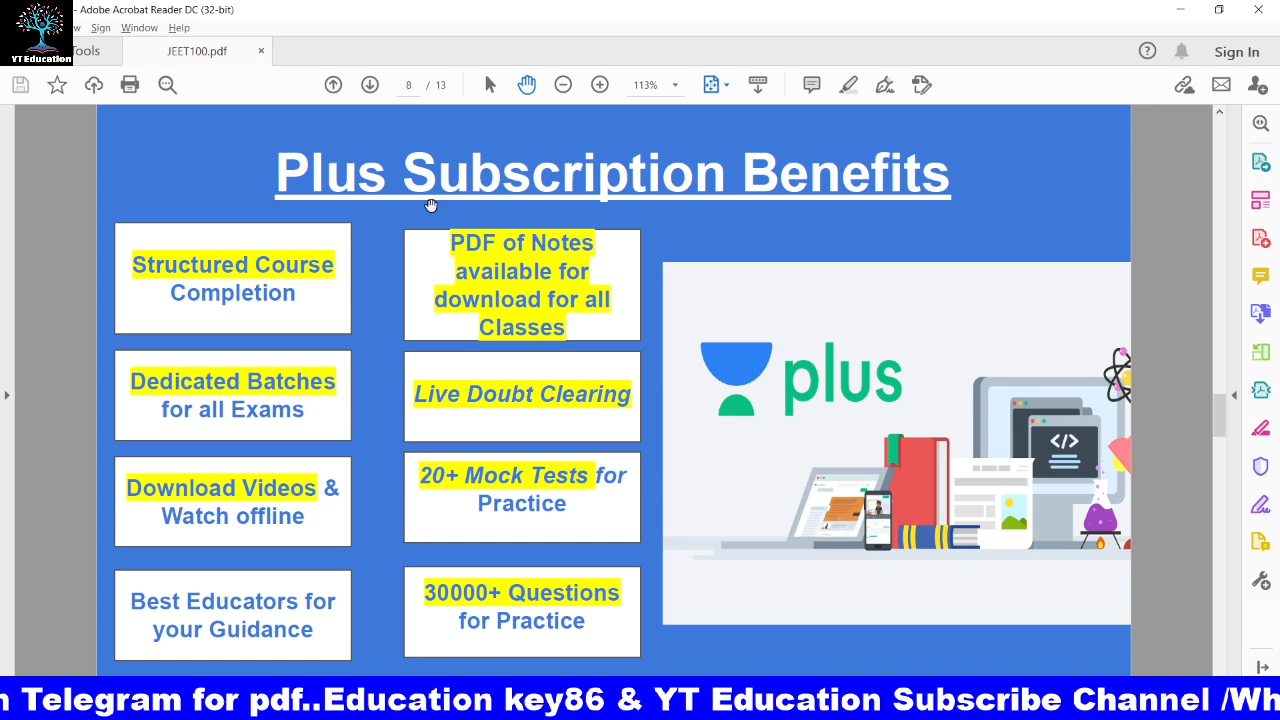 - Adobe Acrobat Reader DC (32-bit)
w Sign Window Help
YT Education
Tools
JEET100.pdf
Sign In
8 / 13
113%
Plus Subscription Benefits
Structured Course
Completion
PDF of Notes
available for
download for all
Classes
Dedicated Batches
for all Exams
Live Doubt Clearing
Download Videos &
Watch offline
20+ Mock Tests for
Practice
Best Educators for
your Guidance
30000+ Questions
for Practice
plus
</>
n Telegram for pdf..Education key86 & YT Education Subscribe Channel /Wh